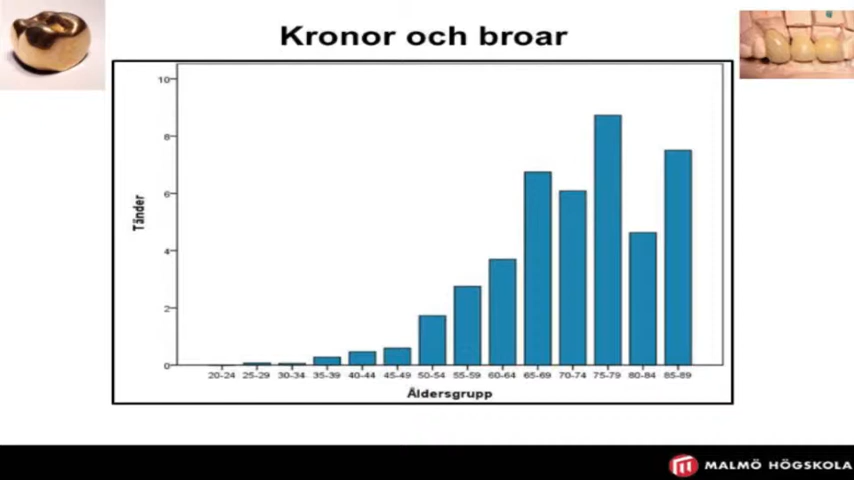 Kronor och broar
10
8
6
4
2
0
Tänder
20-24 25-29 30-34 35-39 40-44 45-49 50-54 55-59 60-64 65-69 70-74 75-79 80-84 85-89
Åldersgrupp
MALMÖ HÖGSKOLA